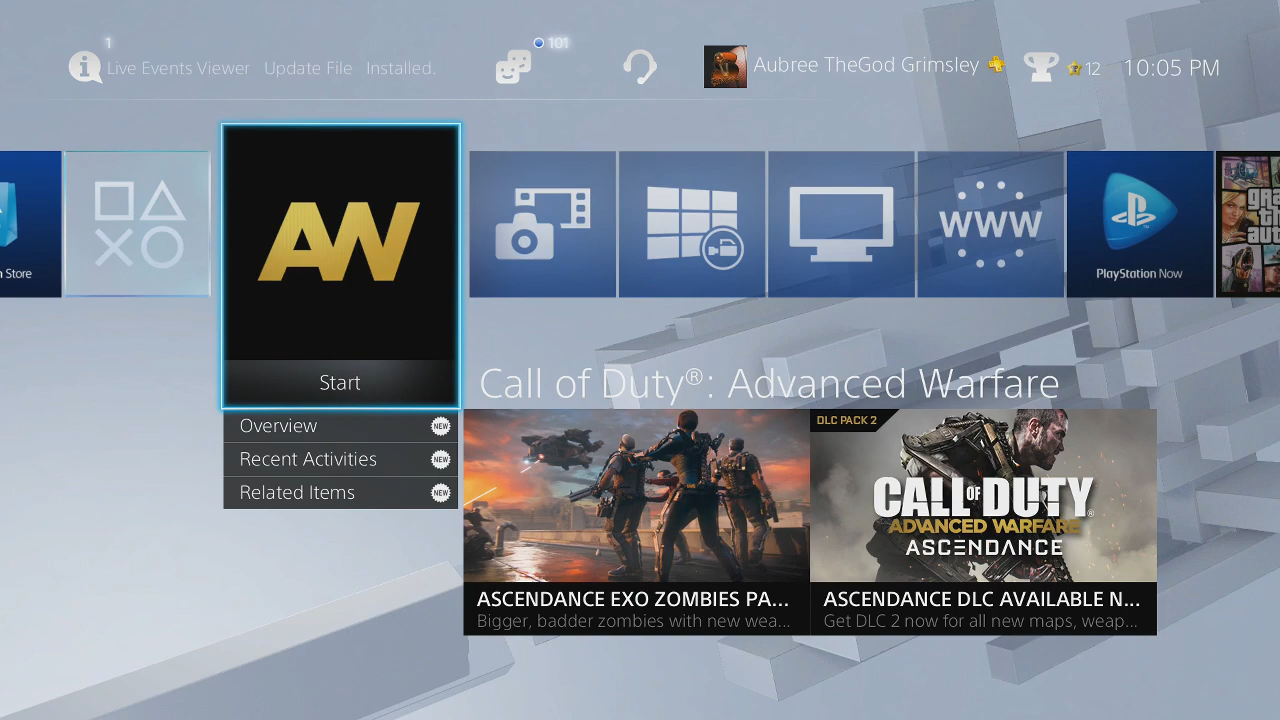 1
Live Events Viewer Update File Installed.
101
Aubree TheGod Grimsley
12
10:05 PM
Store
AW
WWW
PlayStation Now
Start
Call of Duty®: Advanced Warfare
Overview NEW
Recent Activities NEW
Related Items NEW
DLC PACK 2
CALL OF DUTY®
ADVANCED WARFARE
ASCENDANCE
ASCENDANCE EXO ZOMBIES PA...
Bigger, badder zombies with new wea...
ASCENDANCE DLC AVAILABLE N...
Get DLC 2 now for all new maps, weap...